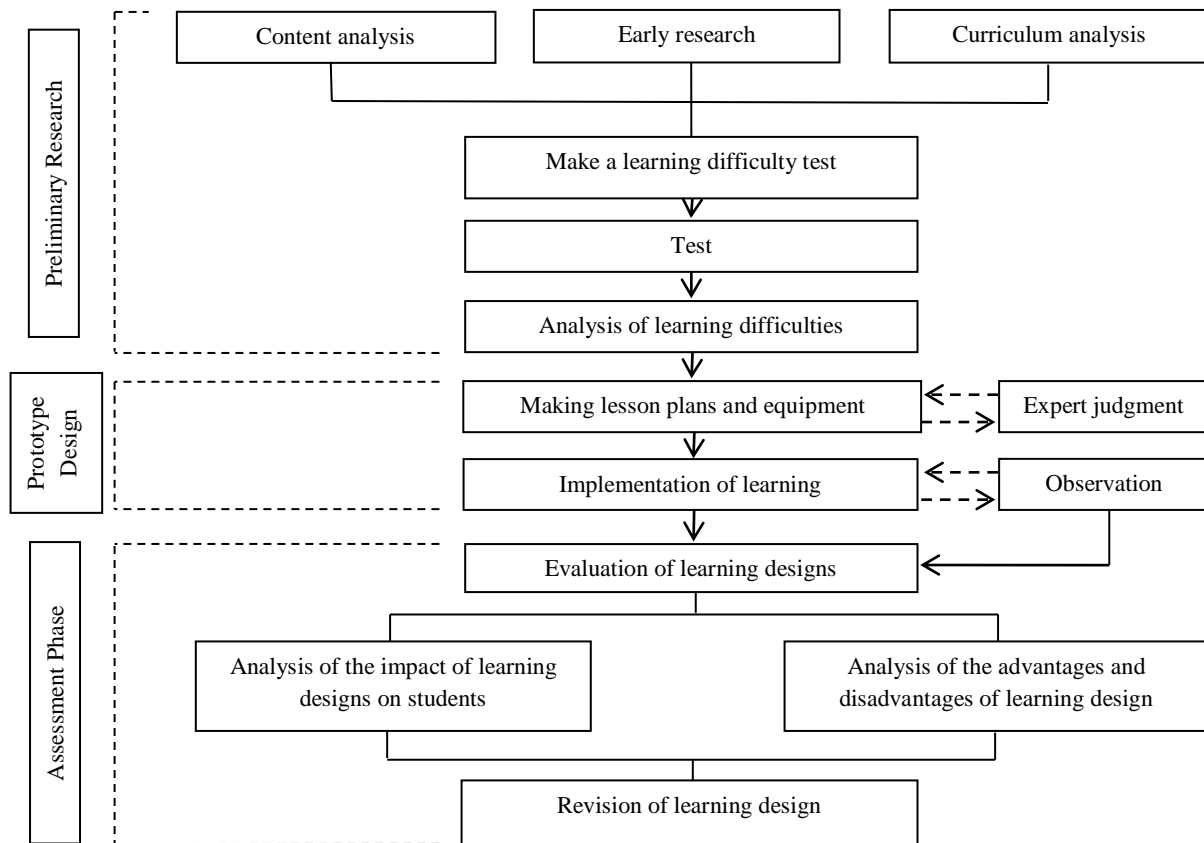 Preliminary Research
Content analysis
Early research
Curriculum analysis
Make a learning difficulty test
Test
Analysis of learning difficulties
Prototype
Design
Making lesson plans and equipment
Expert judgment
Implementation of learning
Observation
Assessment Phase
Evaluation of learning designs
Analysis of the impact of learning
designs on students
Analysis of the advantages and
disadvantages of learning design
Revision of learning design